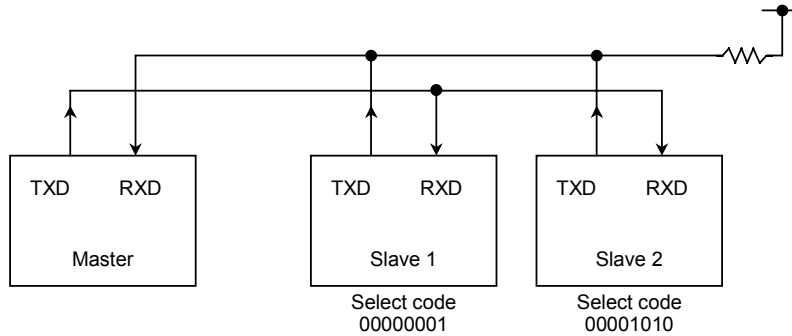 TXD RXD TXD RXD TXD RXD
Master Slave 1 Slave 2
Select code Select code
00000001 00001010